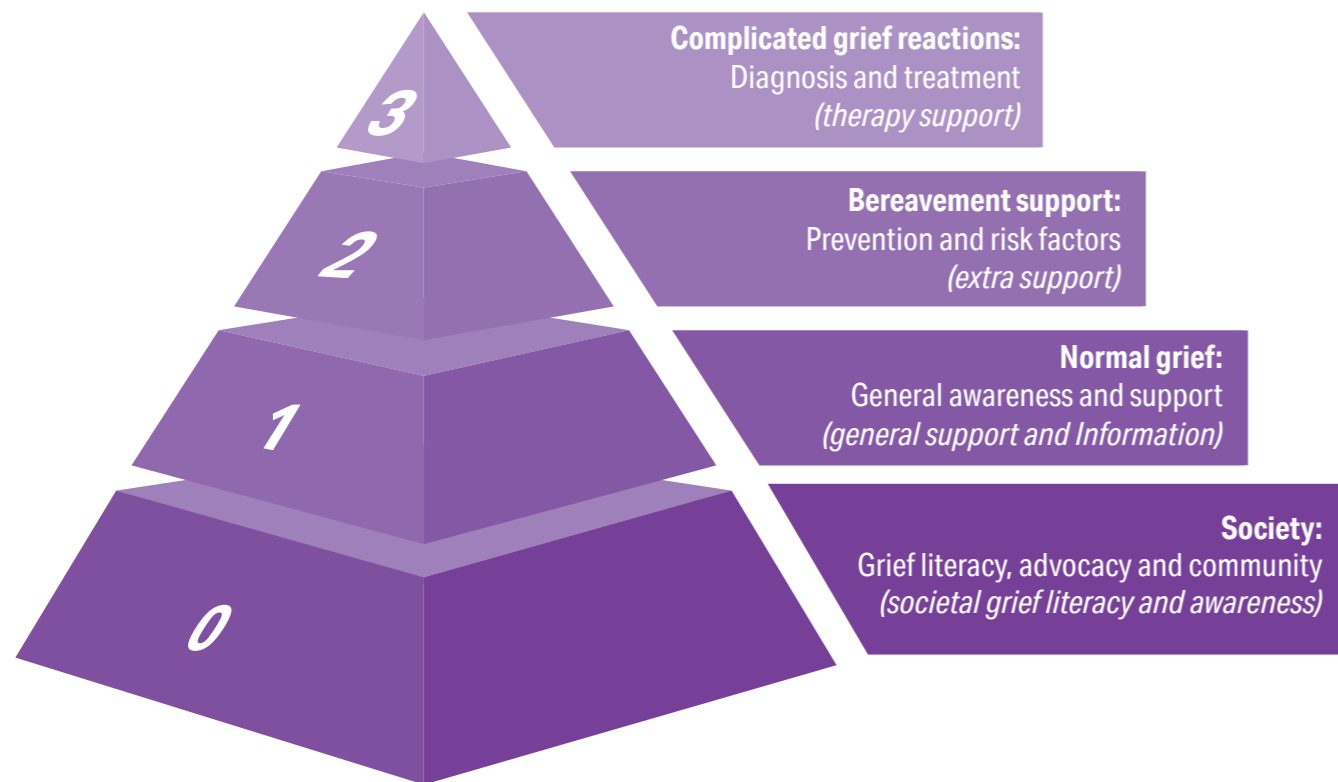 3
Complicated grief reactions:
Diagnosis and treatment
(therapy support)
2
Bereavement support:
Prevention and risk factors
(extra support)
1
Normal grief:
General awareness and support
(general support and Information)
0
Society:
Grief literacy, advocacy and community
(societal grief literacy and awareness)